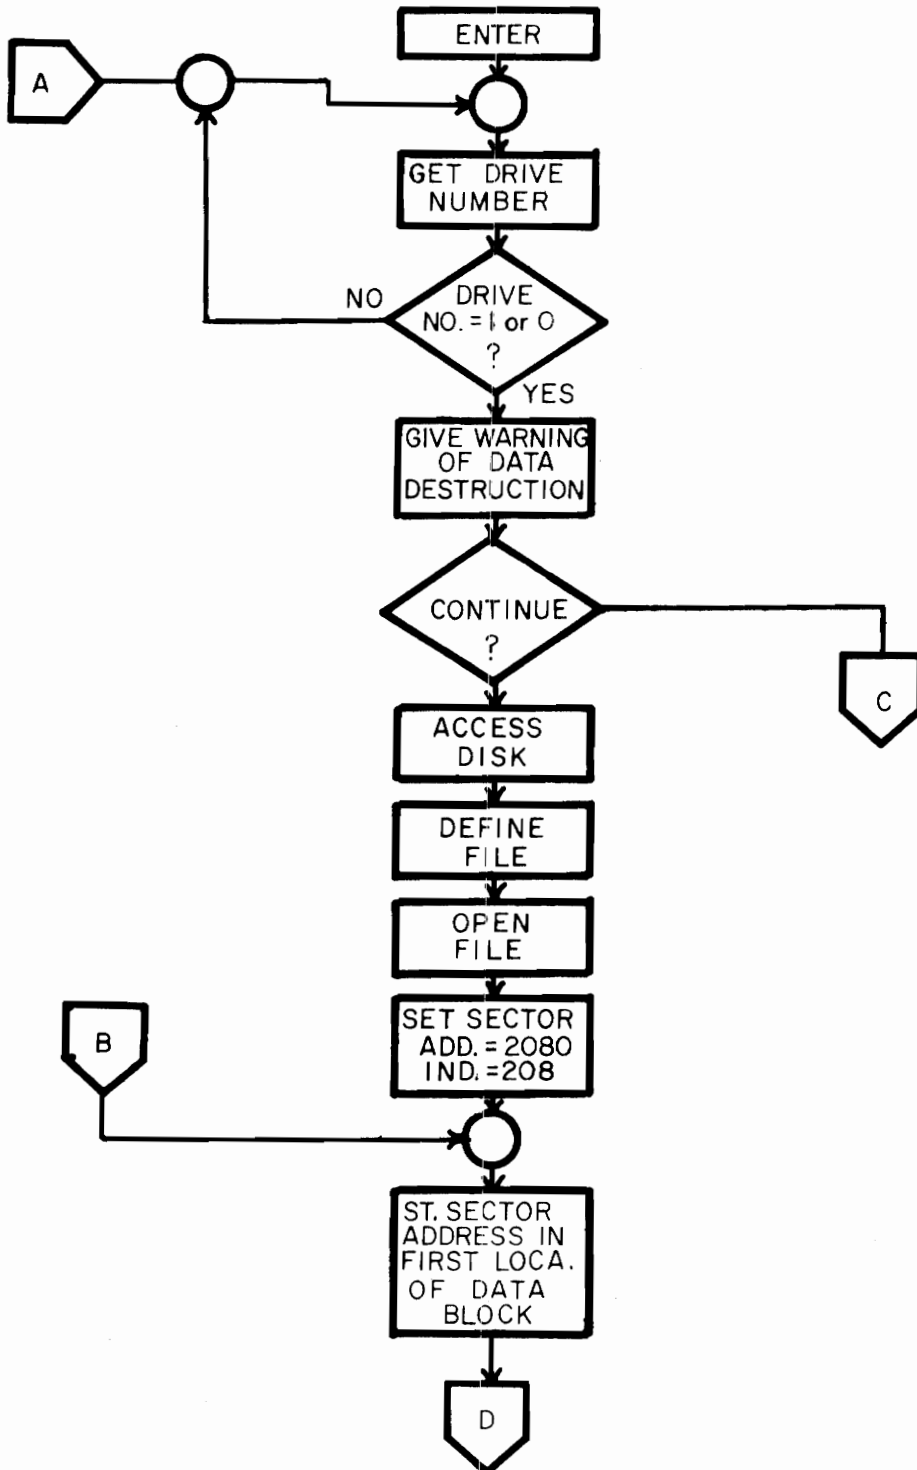 ENTER
A
GET DRIVE
NUMBER
NO
DRIVE
NO. = 1 or 0
?
YES
GIVE WARNING
OF DATA
DESTRUCTION
CONTINUE
?
C
ACCESS
DISK
DEFINE
FILE
OPEN
FILE
SET SECTOR
ADD. = 2080
IND. = 208
B
ST. SECTOR
ADDRESS IN
FIRST LOCA.
OF DATA
BLOCK
D